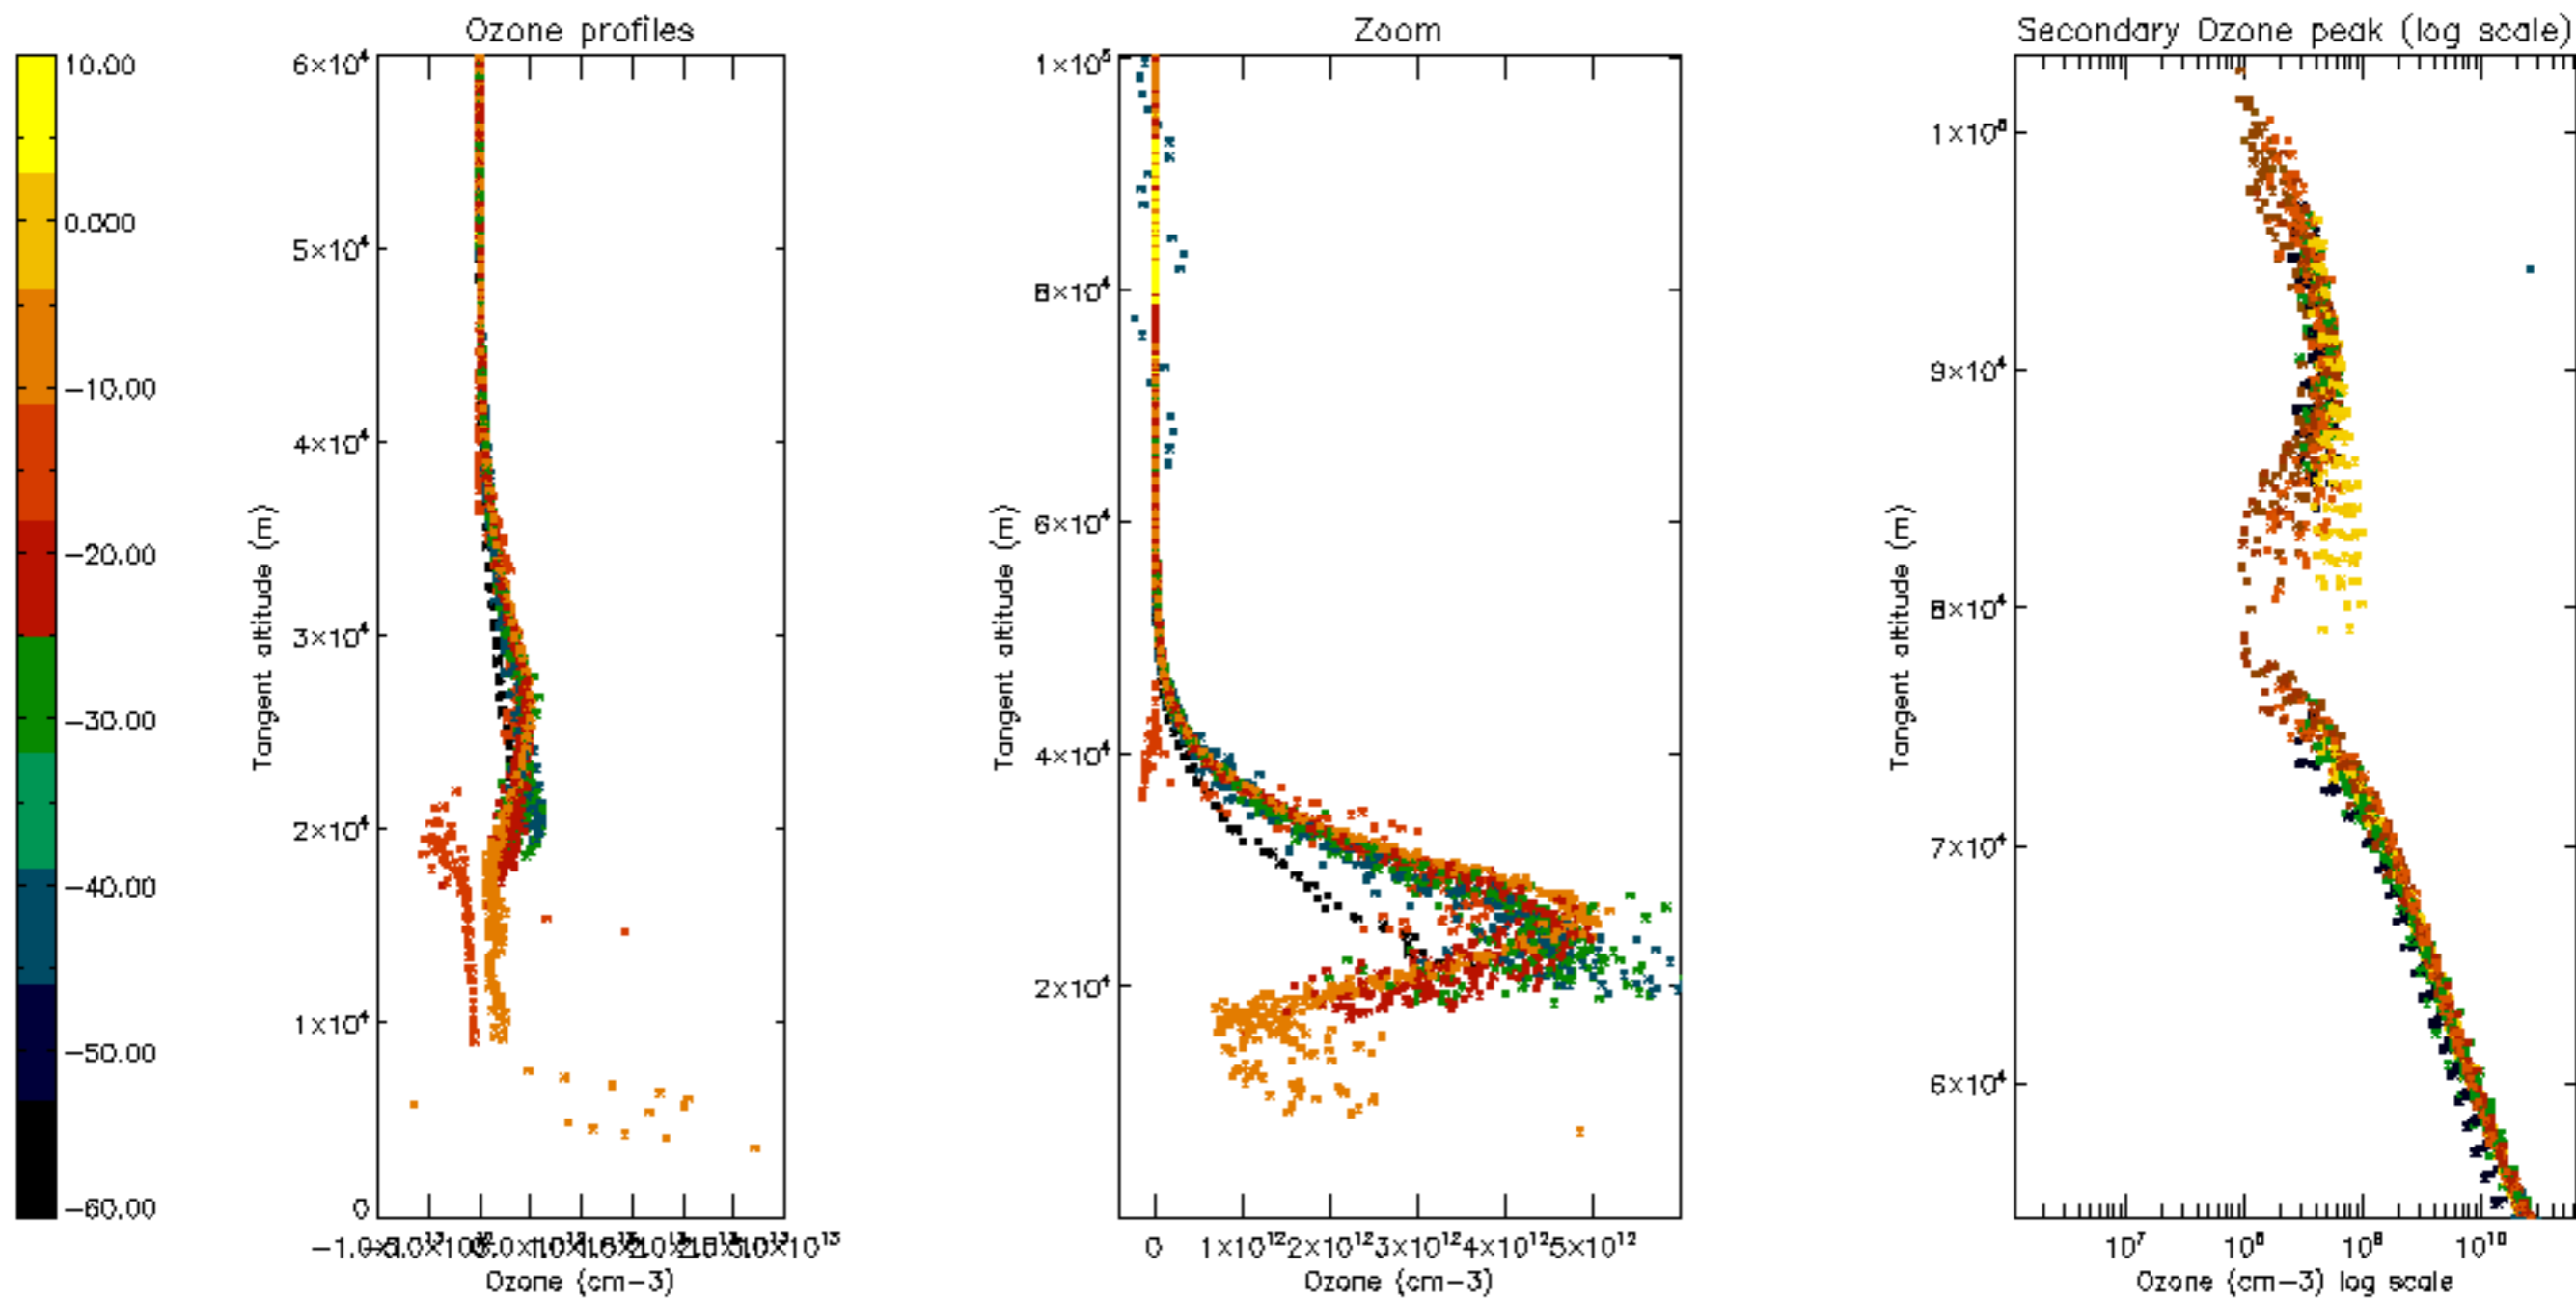 Ozone profiles
Zoom
Secondary Ozone peak (log scale)
10.00
0.000
−10.00
−20.00
−30.00
−40.00
−50.00
−60.00
6×10⁴
5×10⁴
4×10⁴
3×10⁴
2×10⁴
1×10⁴
0
Tangent altitude (m)
Ozone (cm−3)
1×10⁵
8×10⁴
6×10⁴
4×10⁴
2×10⁴
Tangent altitude (m)
0 1×10¹² 2×10¹² 3×10¹² 4×10¹² 5×10¹²
Ozone (cm−3)
1×10⁵
9×10⁴
8×10⁴
7×10⁴
6×10⁴
Tangent altitude (m)
10⁷ 10⁸ 10⁹ 10¹⁰
Ozone (cm−3) log scale